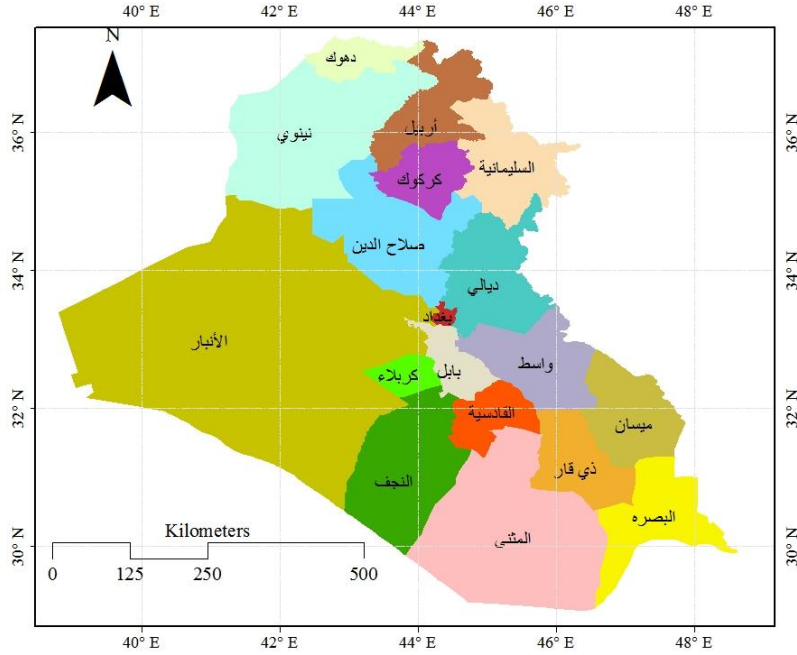 40° E 42° E 44° E 46° E 48° E
N
دهوك
36° N
أربيل
نينوي
36° N
السليمانية
كركوك
صلاح الدين
34° N
34° N
ديالي
بغداد
الأنبار
واسط
بابل
كربلاء
32° N
32° N
القادسية
ميسان
ذي قار
النجف
البصره
المثنى
30° N
30° N
Kilometers
0 125 250 500
40° E 42° E 44° E 46° E 48° E